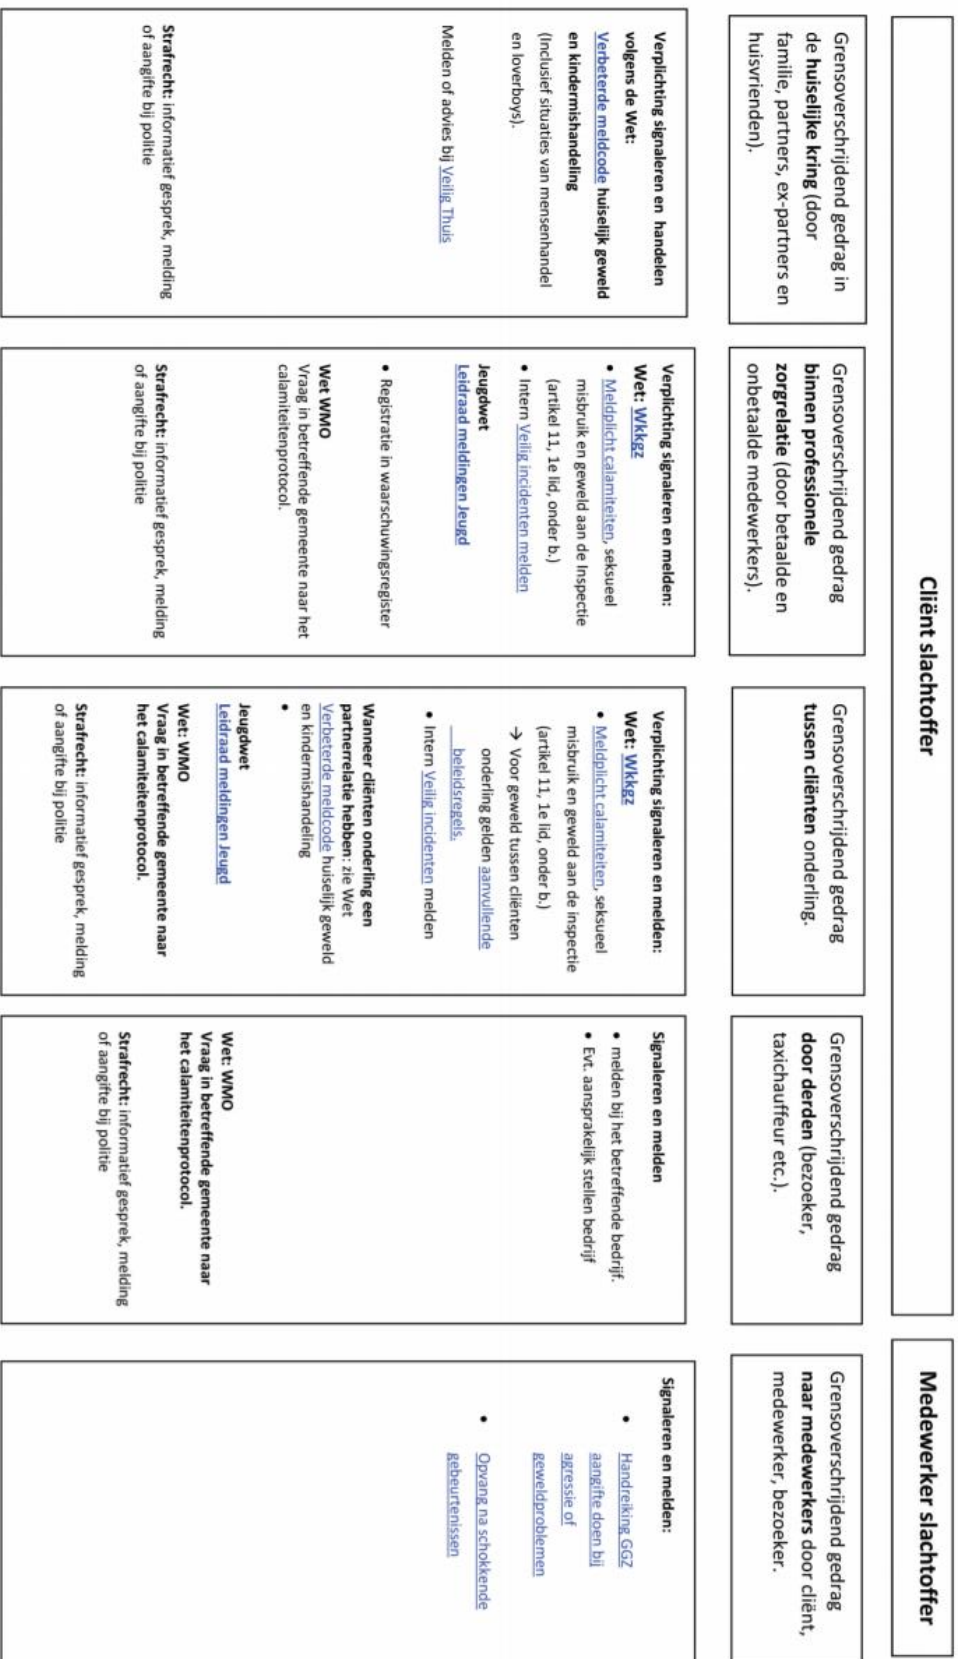 Cliënt slachtoffer
Medewerker slachtoffer
Grensoverschrijdend gedrag in
de huiselijke kring (door
familie, partners, ex-partners en
huisvrienden).
Grensoverschrijdend gedrag
binnen professionele
zorgrelatie (door betaalde en
onbetaalde medewerkers).
Grensoverschrijdend gedrag
tussen cliënten onderling.
Grensoverschrijdend gedrag
door derden (bezoeker,
taxichauffeur etc.).
Grensoverschrijdend gedrag
naar medewerkers door cliënt,
medewerker, bezoeker.
Verplichting signaleren en handelen
volgens de Wet:
Verbeterde meldcode huiselijk geweld
en kindermishandeling
(Inclusief situaties van mensenhandel
en loverboys).
Melden of advies bij Veilig Thuis
Strafrecht: informatief gesprek, melding
of aangifte bij politie
Verplichting signaleren en melden:
Wet: Wkkgz
• Meldplicht calamiteiten, seksueel
misbruik en geweld aan de Inspectie
(artikel 11, 1e lid, onder b.)
• Intern Veilig incidenten melden
Jeugdwet
Leidraad meldingen Jeugd
• Registratie in waarschuwingsregister
Wet WMO
Vraag in betreffende gemeente naar het
calamiteitenprotocol.
Strafrecht: informatief gesprek, melding
of aangifte bij politie
Verplichting signaleren en melden:
Wet: Wkkgz
• Meldplicht calamiteiten, seksueel
misbruik en geweld aan de inspectie
(artikel 11, 1e lid, onder b.)
→ Voor geweld tussen cliënten
onderling gelden aanvullende
beleidsregels.
• Intern Veilig incidenten melden
Wanneer cliënten onderling een
partnerrelatie hebben: zie Wet
Verbeterde meldcode huiselijk geweld
en kindermishandeling
•
Jeugdwet
Leidraad meldingen Jeugd
Wet: WMO
Vraag in betreffende gemeente naar
het calamiteitenprotocol.
Strafrecht: informatief gesprek, melding
of aangifte bij politie
Signaleren en melden
• melden bij het betreffende bedrijf.
• Evt. aansprakelijk stellen bedrijf
Wet: WMO
Vraag in betreffende gemeente naar
het calamiteitenprotocol.
Strafrecht: informatief gesprek, melding
of aangifte bij politie
Signaleren en melden:
• Handreiking GGZ
aangifte doen bij
agressie of
geweldproblemen
• Opvang na schokkende
gebeurtenissen